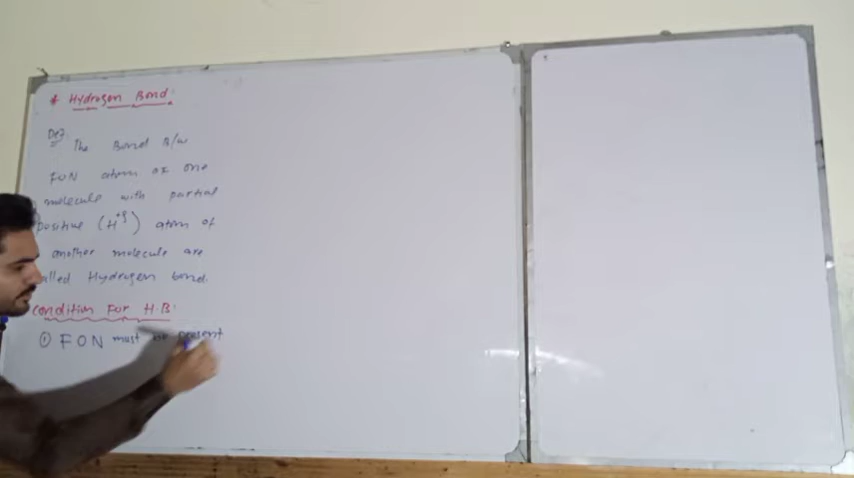 * Hydrogen Bond:
Def
The Bond B/w
FON atom of one
molecule with partial
positive (H+δ) atom of
another molecule are
called Hydrogen bond.
Condition For H.B:
① FON must be present